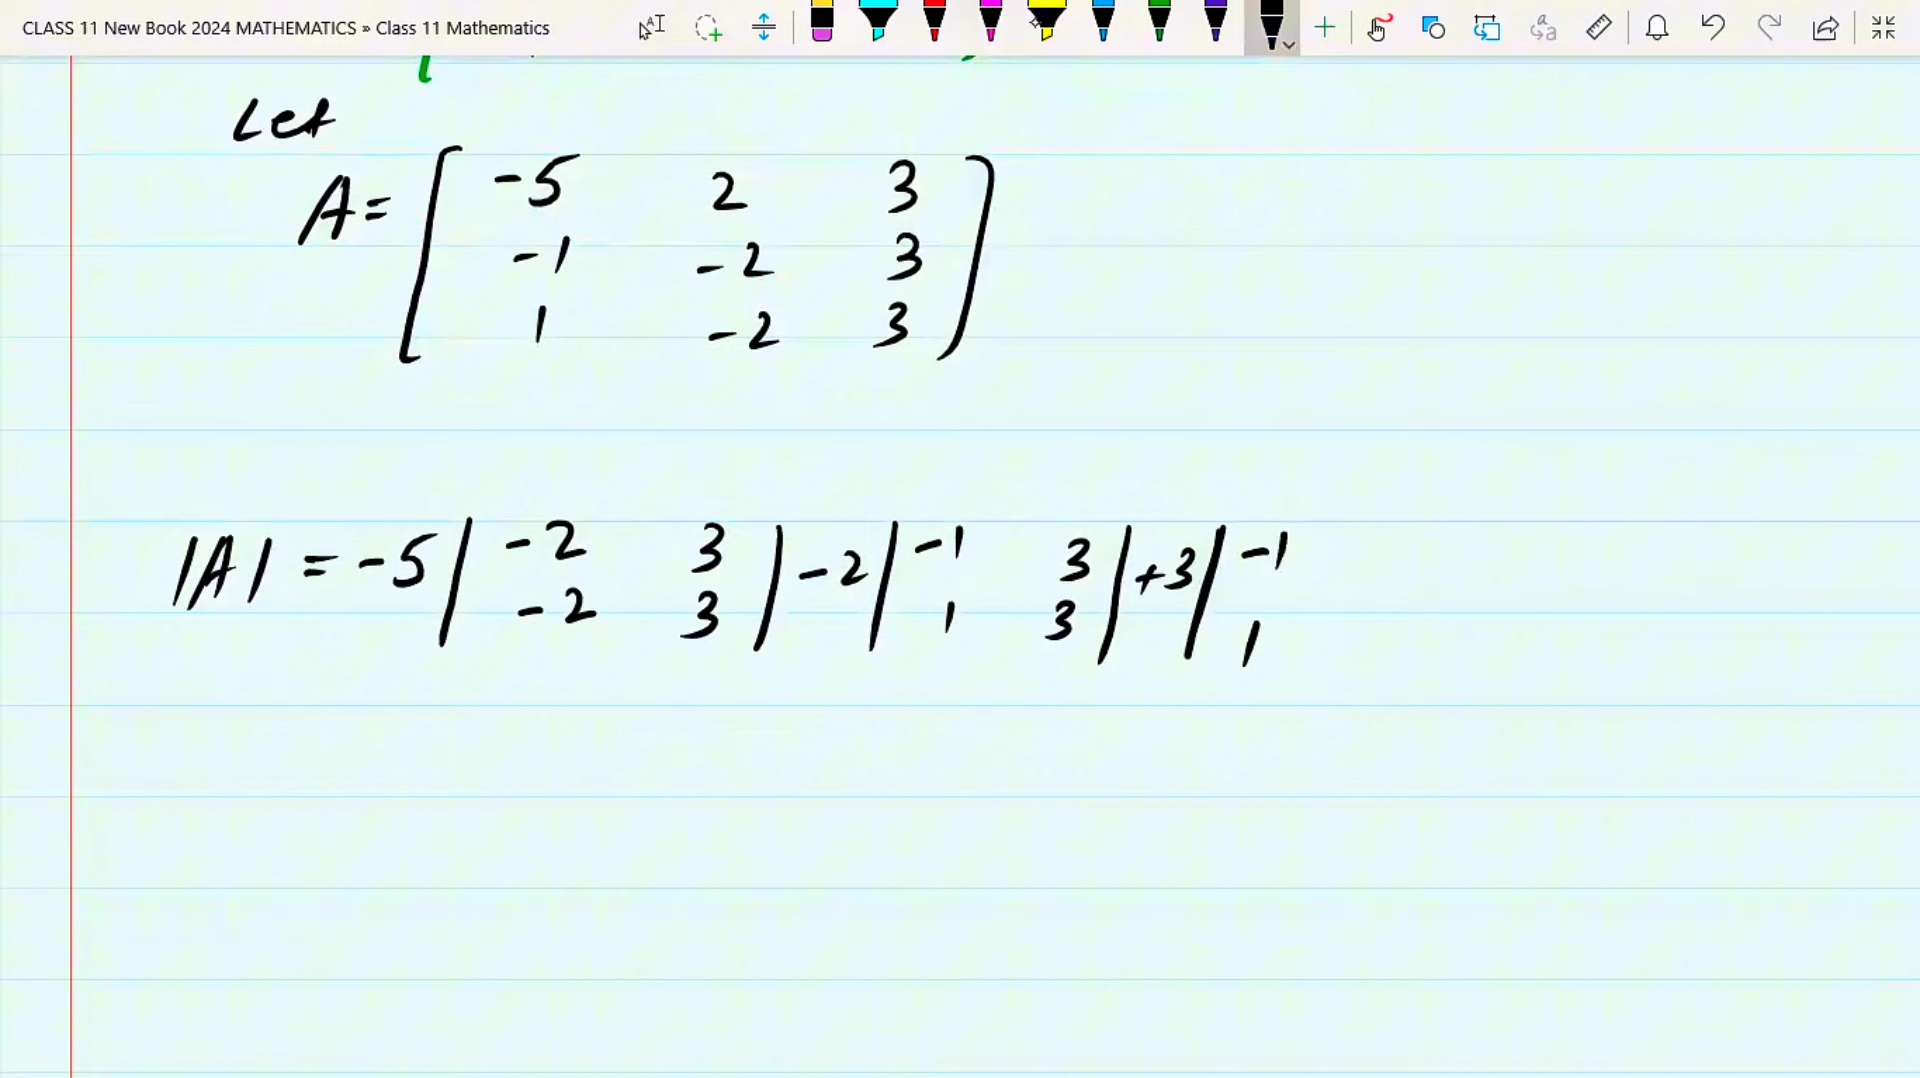 CLASS 11 New Book 2024 MATHEMATICS » Class 11 Mathematics
Let
A= [ -5 2 3
-1 -2 3
1 -2 3 ]
|A| = -5 | -2 3 | -2 | -1 3 | +3 | -1
-2 3 1 3 1